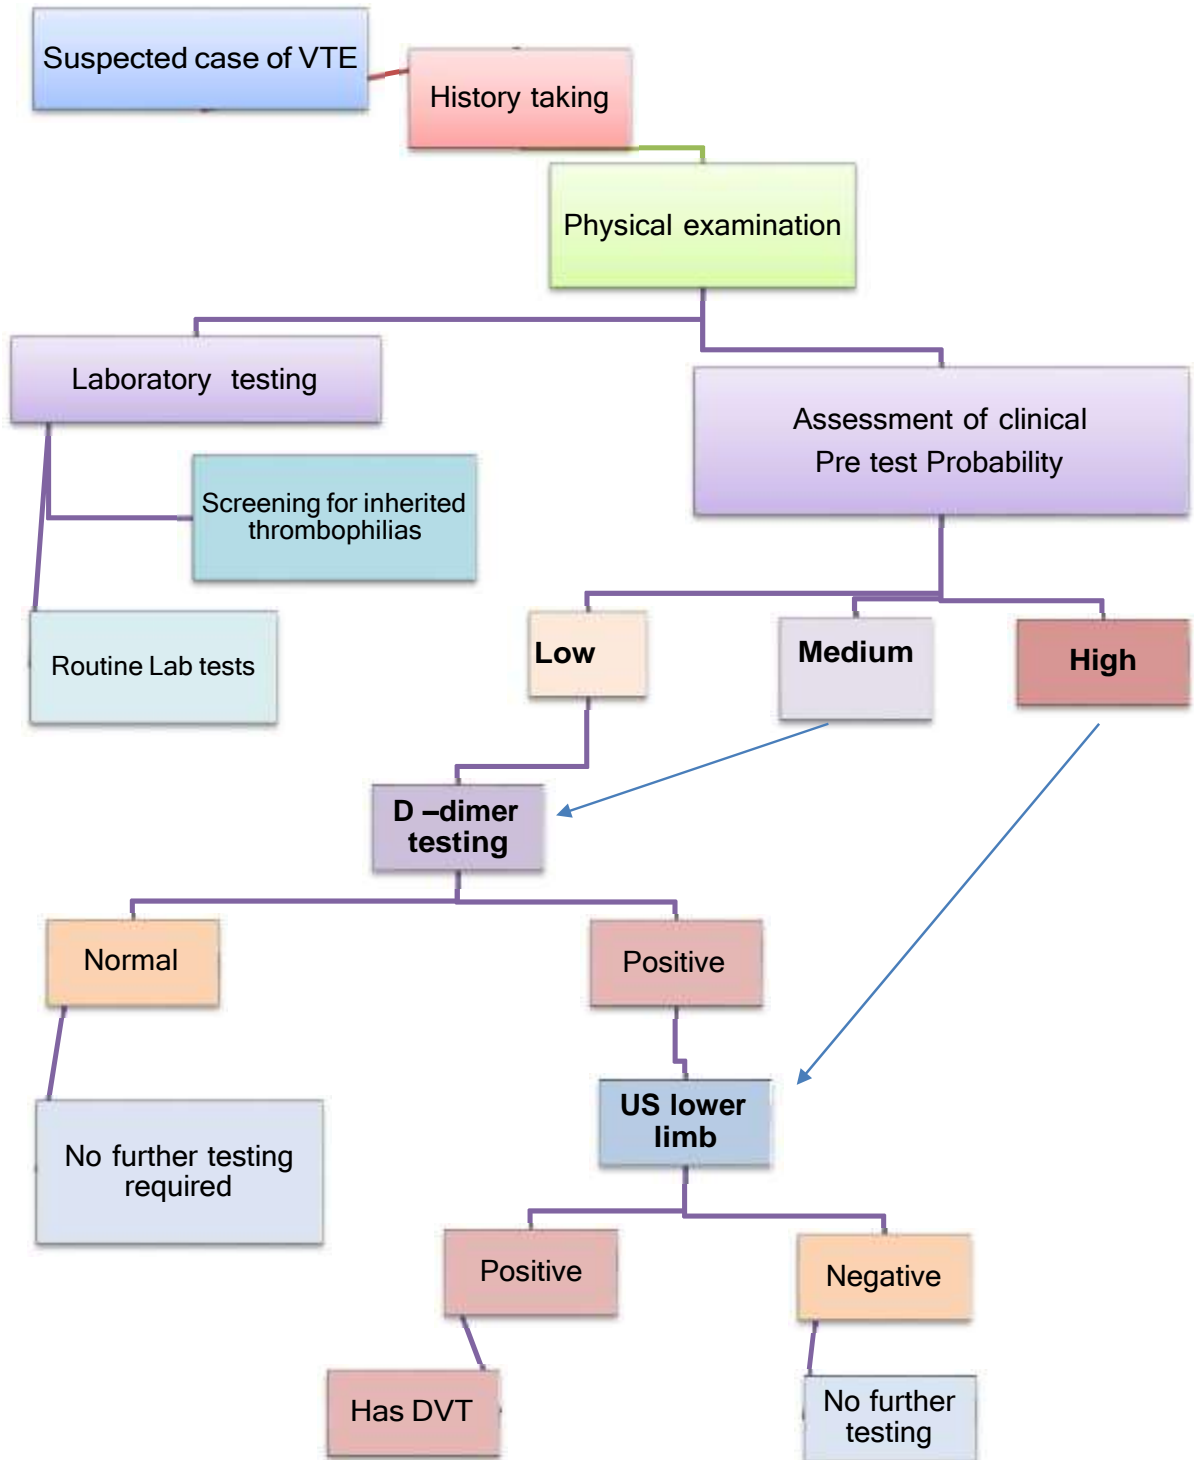 Suspected case of VTE
History taking
Physical examination
Laboratory testing
Assessment of clinical
Pre test Probability
Screening for inherited
thrombophilias
Routine Lab tests
Low
Medium
High
D –dimer
testing
Normal
Positive
US lower
limb
No further testing
required
Positive
Negative
Has DVT
No further
testing